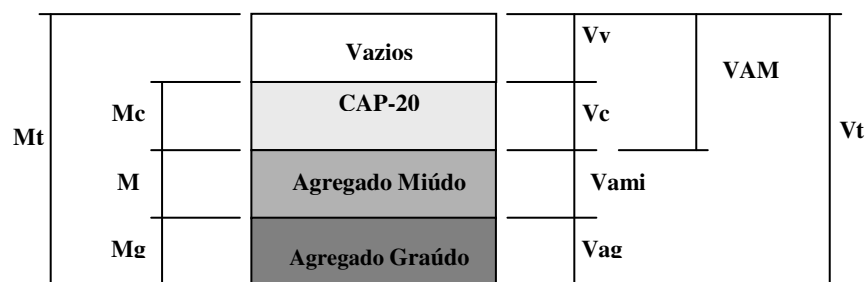 Vv
Vazios
VAM
CAP-20
Mc
Vc
Vt
Mt
M
Agregado Miúdo
Vami
Mg
Agregado Graúdo
Vag